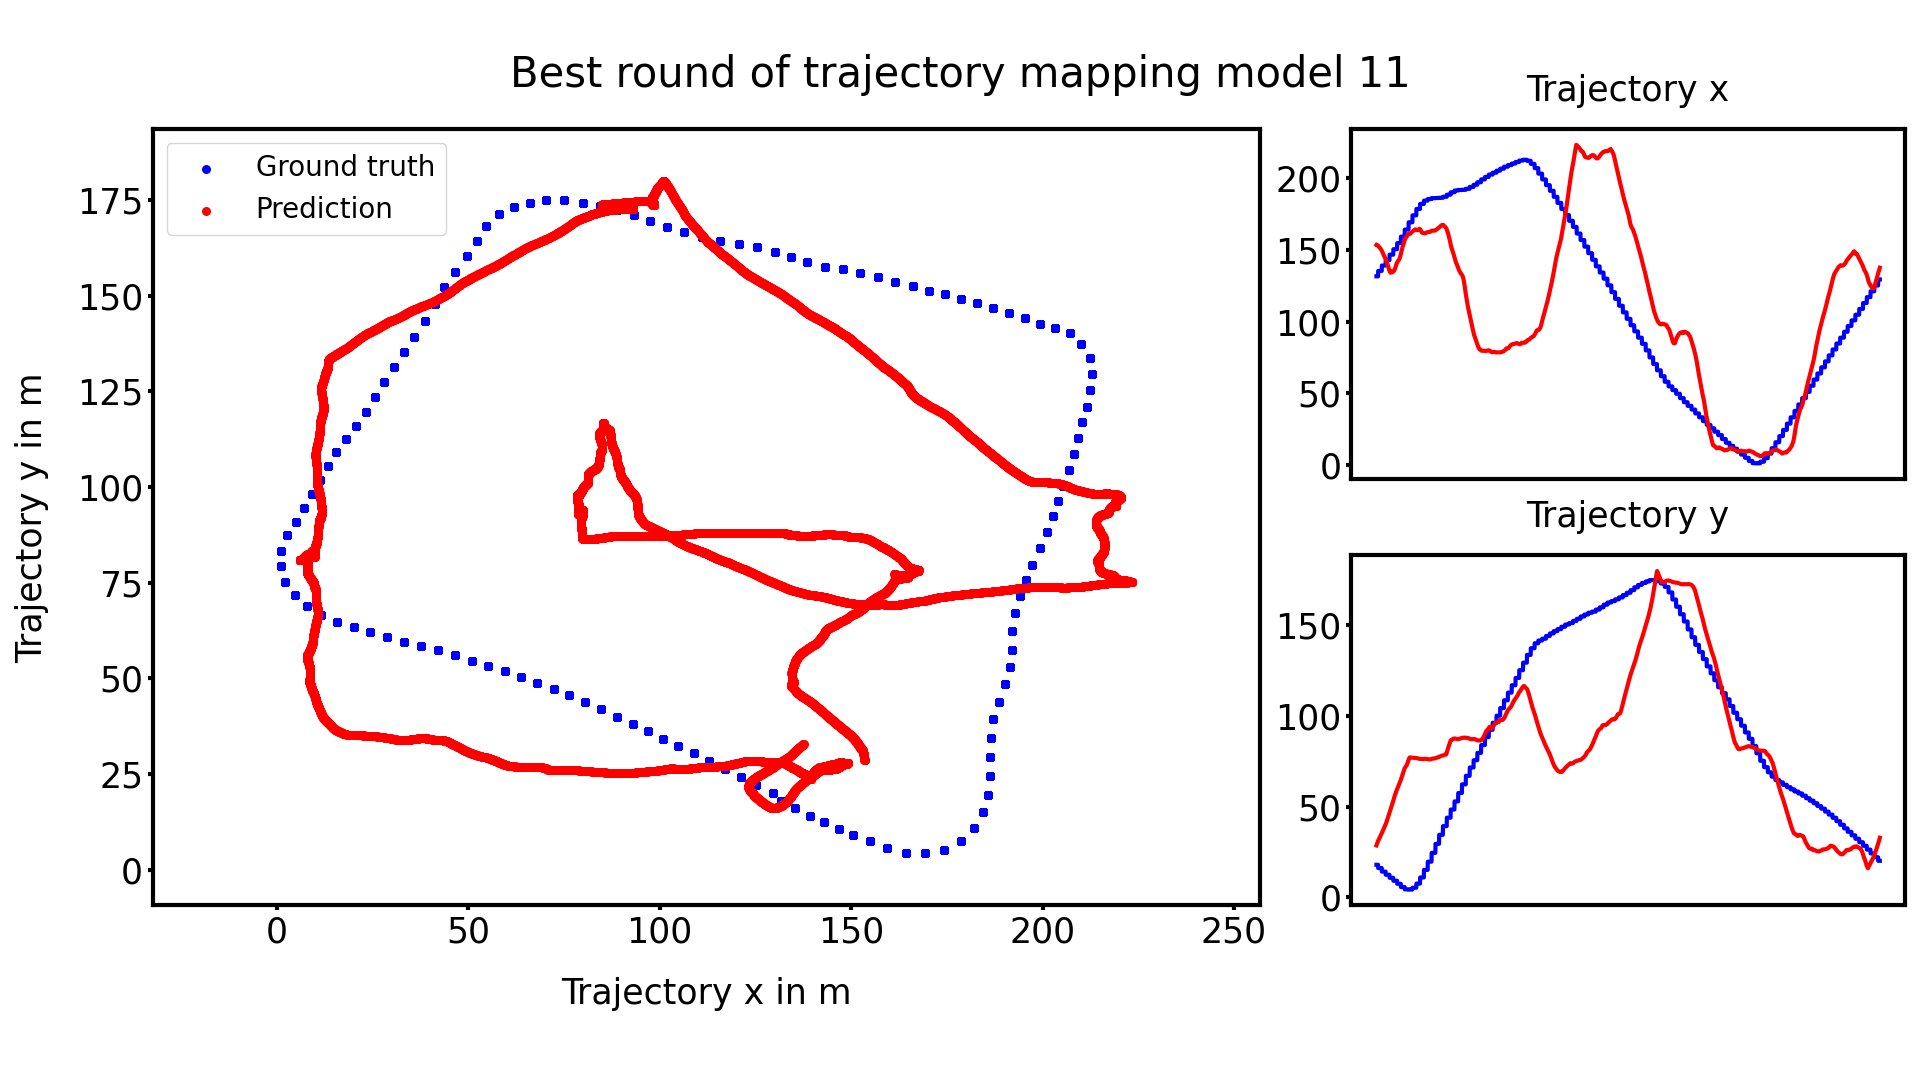 Best round of trajectory mapping model 11
Ground truth
Prediction
Trajectory y in m
175
150
125
100
75
50
25
0
0 50 100 150 200 250
Trajectory x in m
Trajectory x
200
150
100
50
0
Trajectory y
150
100
50
0